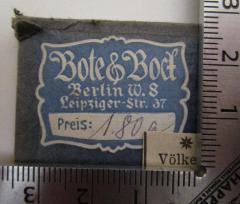 Bote & Bock
Berlin W. 8
Leipziger-Str. 37
Preis: 1.80
Völke